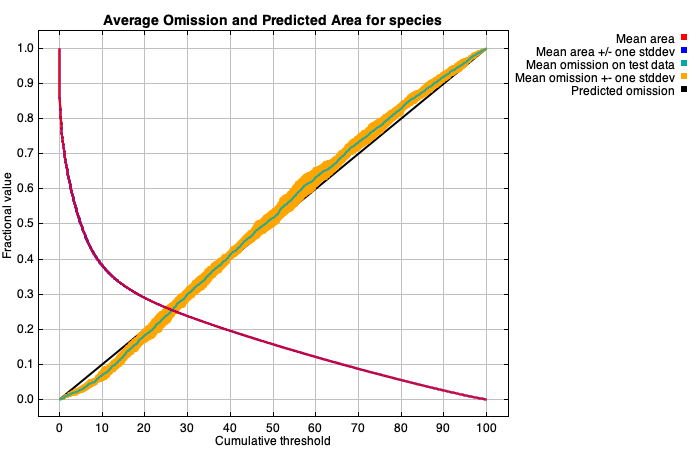 Average Omission and Predicted Area for species
Mean area
Mean area +/- one stddev
Mean omission on test data
Mean omission +- one stddev
Predicted omission
Fractional value
1.0
0.9
0.8
0.7
0.6
0.5
0.4
0.3
0.2
0.1
0.0
0 10 20 30 40 50 60 70 80 90 100
Cumulative threshold